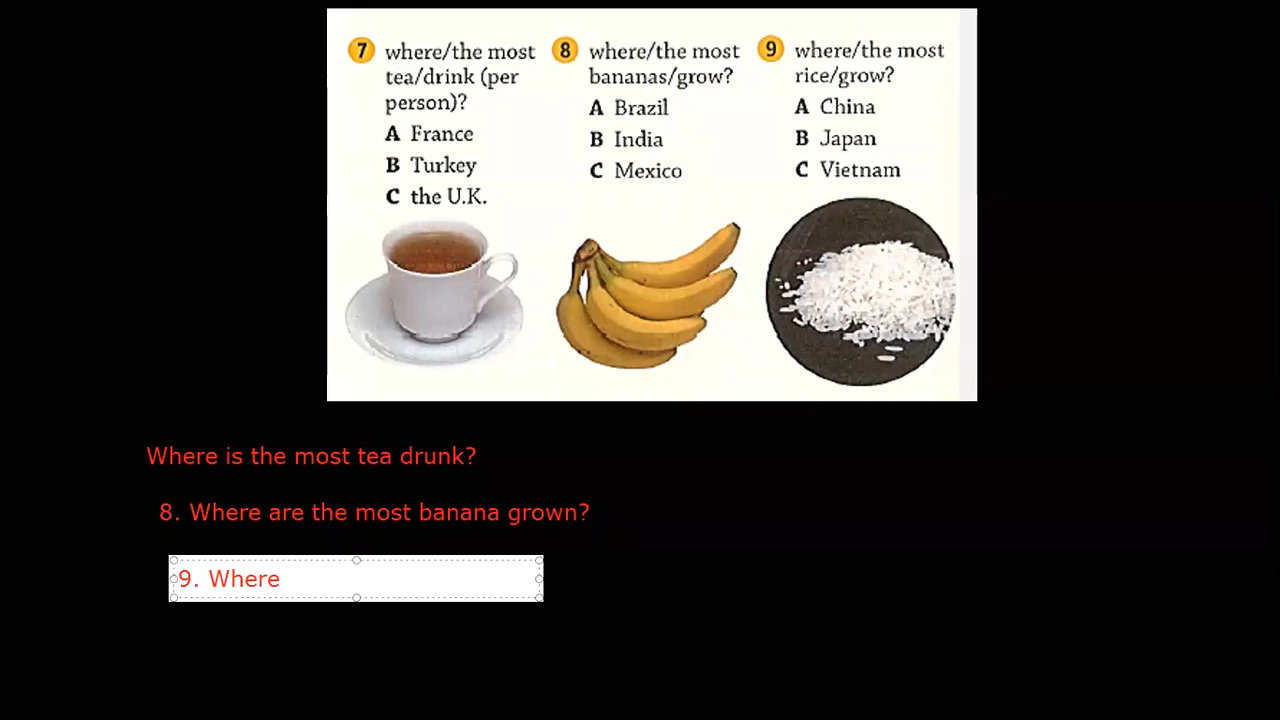 7 where/the most
tea/drink (per
person)?
A France
B Turkey
C the U.K.
8 where/the most
bananas/grow?
A Brazil
B India
C Mexico
9 where/the most
rice/grow?
A China
B Japan
C Vietnam
Where is the most tea drunk?
8. Where are the most banana grown?
9. Where